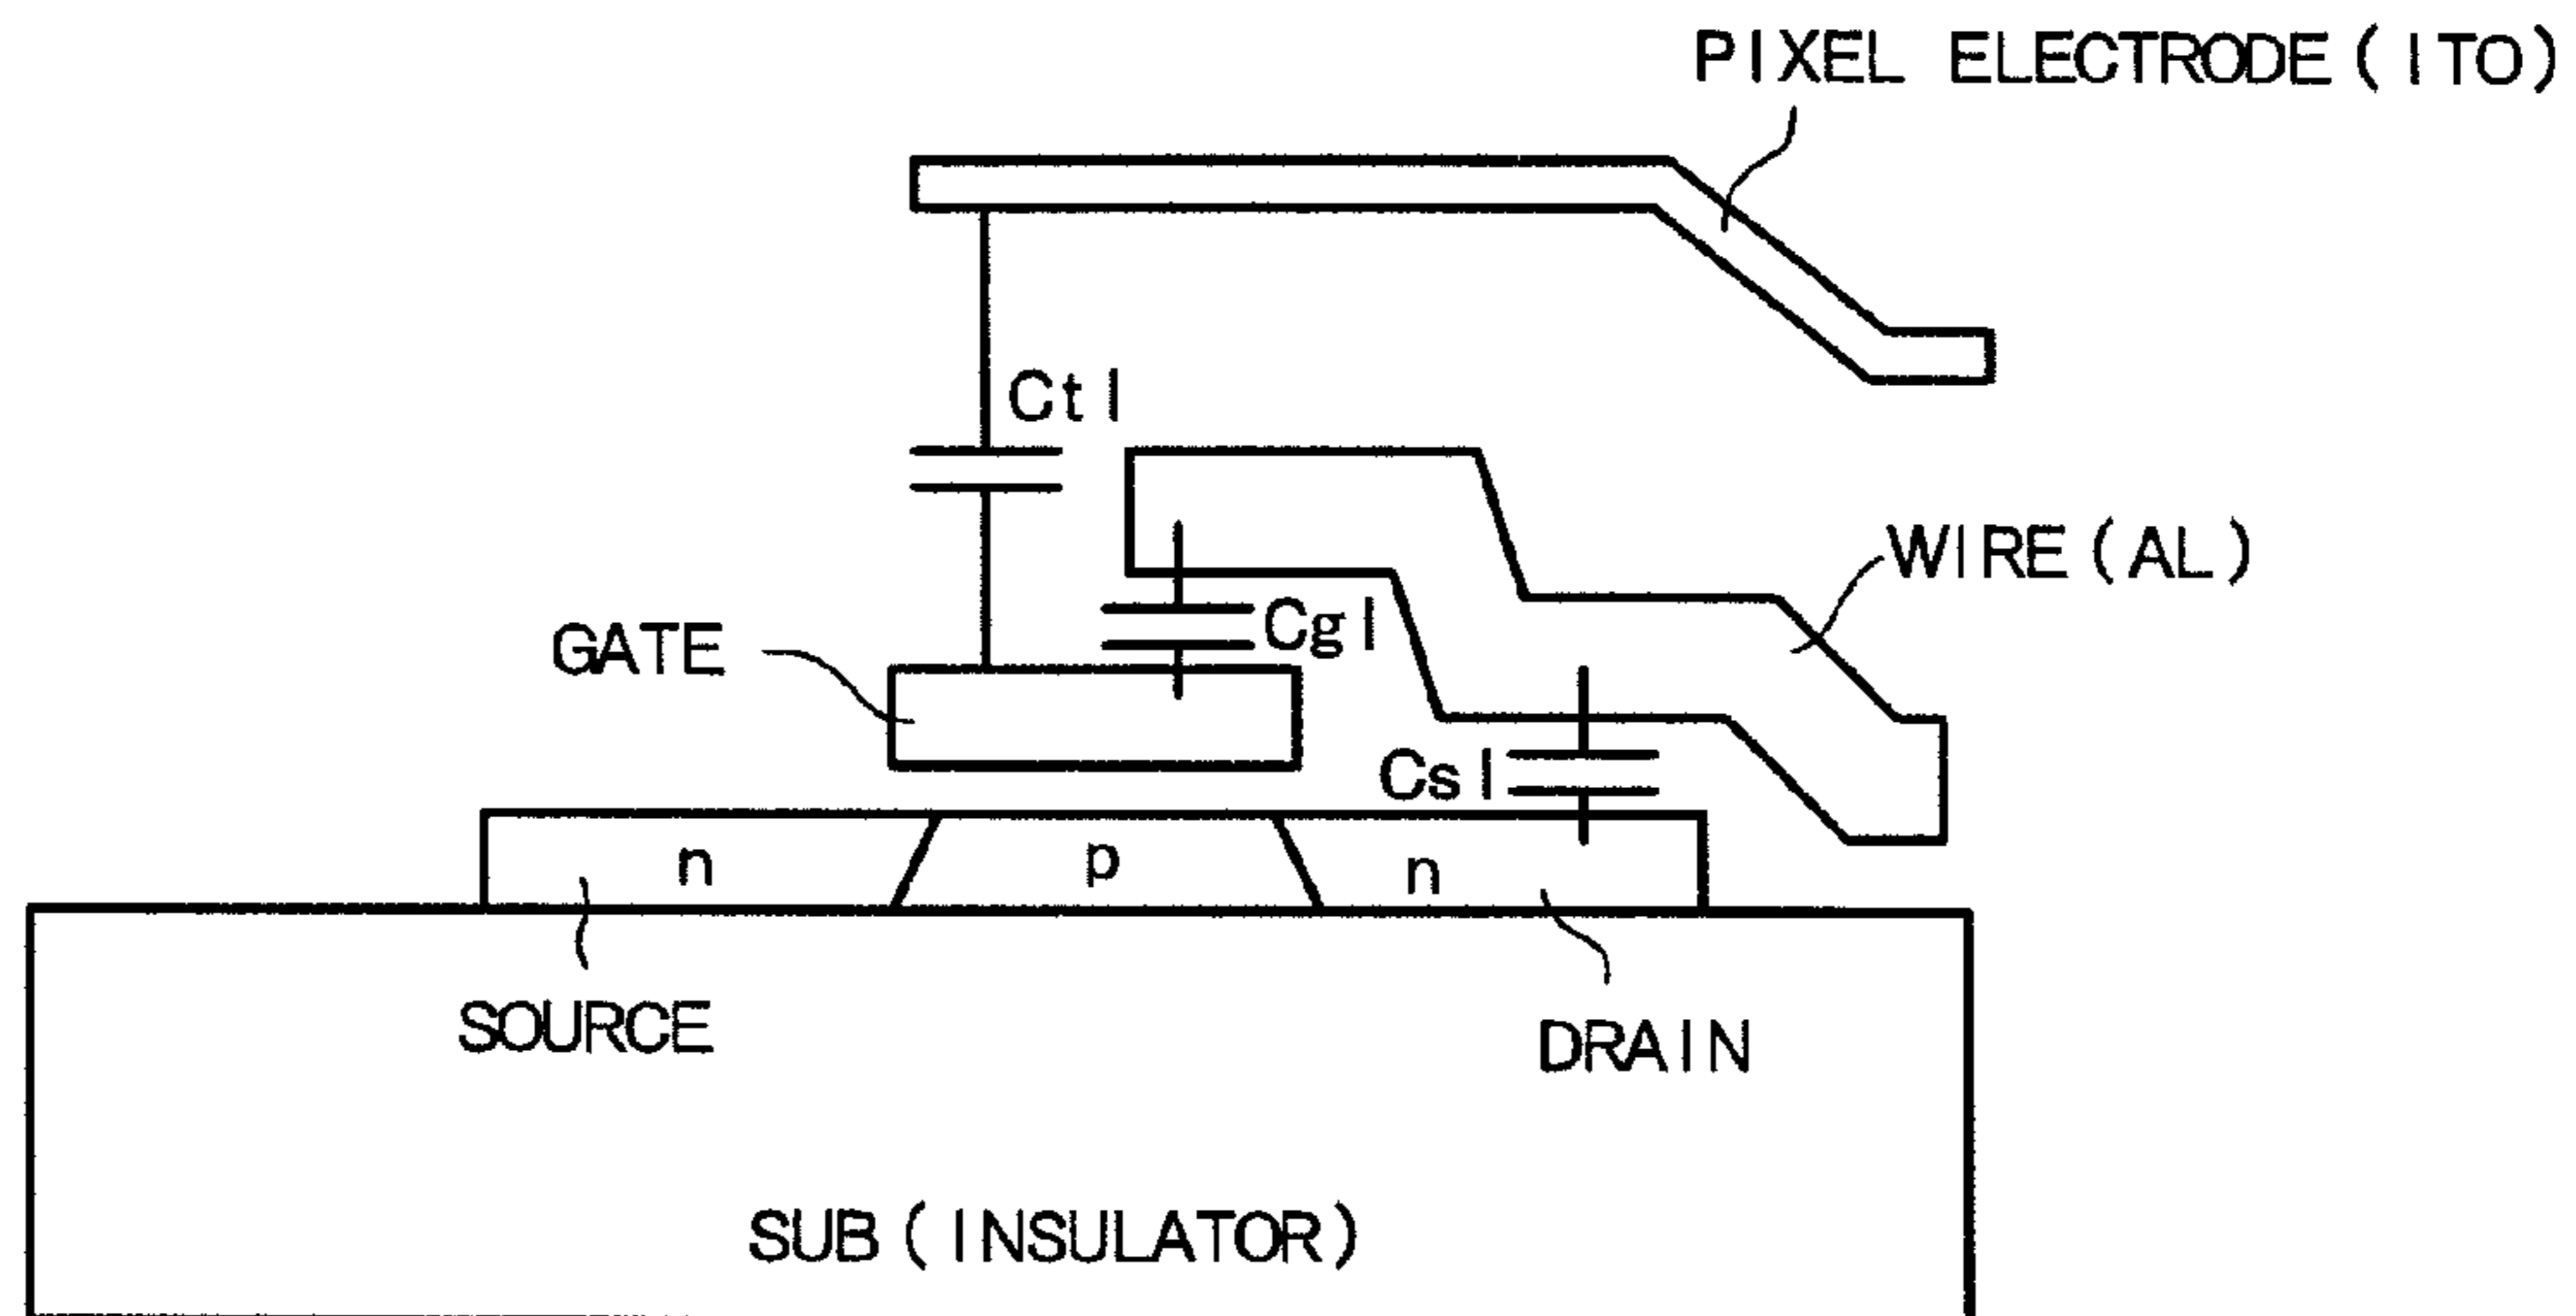 PIXEL ELECTRODE(ITO)
Ctl
WIRE(AL)
GATE
Cgl
Csl
n
p
n
SOURCE
DRAIN
SUB(INSULATOR)